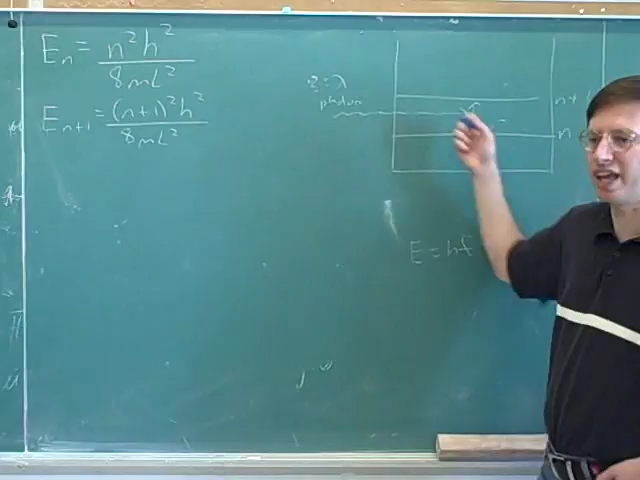 Eₙ = n²h² / 8mL²
Eₙ₊₁ = (n+1)²h² / 8mL²
? = λ
photon
n+1
n
E = hf